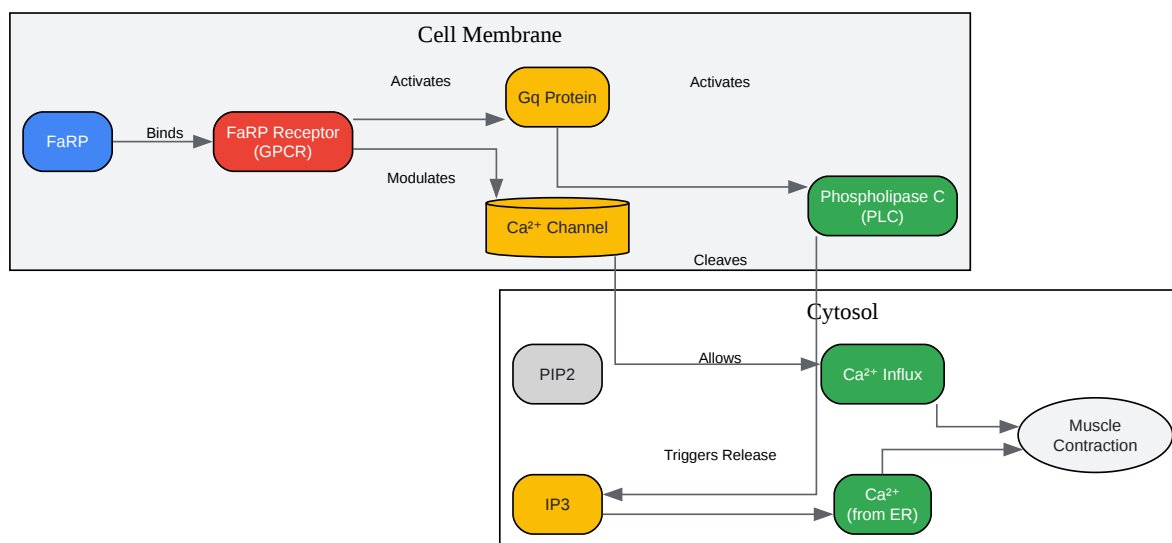 Cell Membrane
Activates
Activates
Gq Protein
FaRP
Binds
FaRP Receptor
(GPCR)
Modulates
Phospholipase C
(PLC)
Ca²⁺ Channel
Cleaves
Cytosol
PIP2
Allows
Ca²⁺ Influx
Muscle
Contraction
Triggers Release
IP3
Ca²⁺
(from ER)